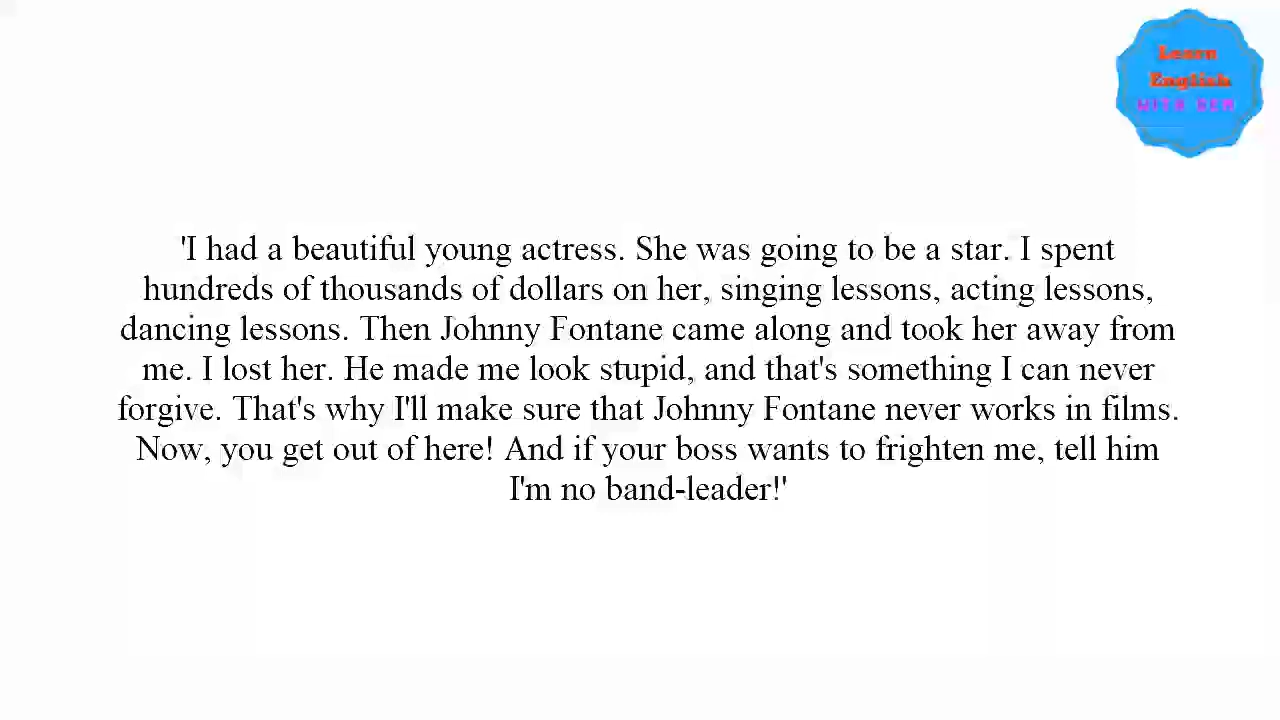 Learn
English
WITH GEM
'I had a beautiful young actress. She was going to be a star. I spent
hundreds of thousands of dollars on her, singing lessons, acting lessons,
dancing lessons. Then Johnny Fontane came along and took her away from
me. I lost her. He made me look stupid, and that's something I can never
forgive. That's why I'll make sure that Johnny Fontane never works in films.
Now, you get out of here! And if your boss wants to frighten me, tell him
I'm no band-leader!'